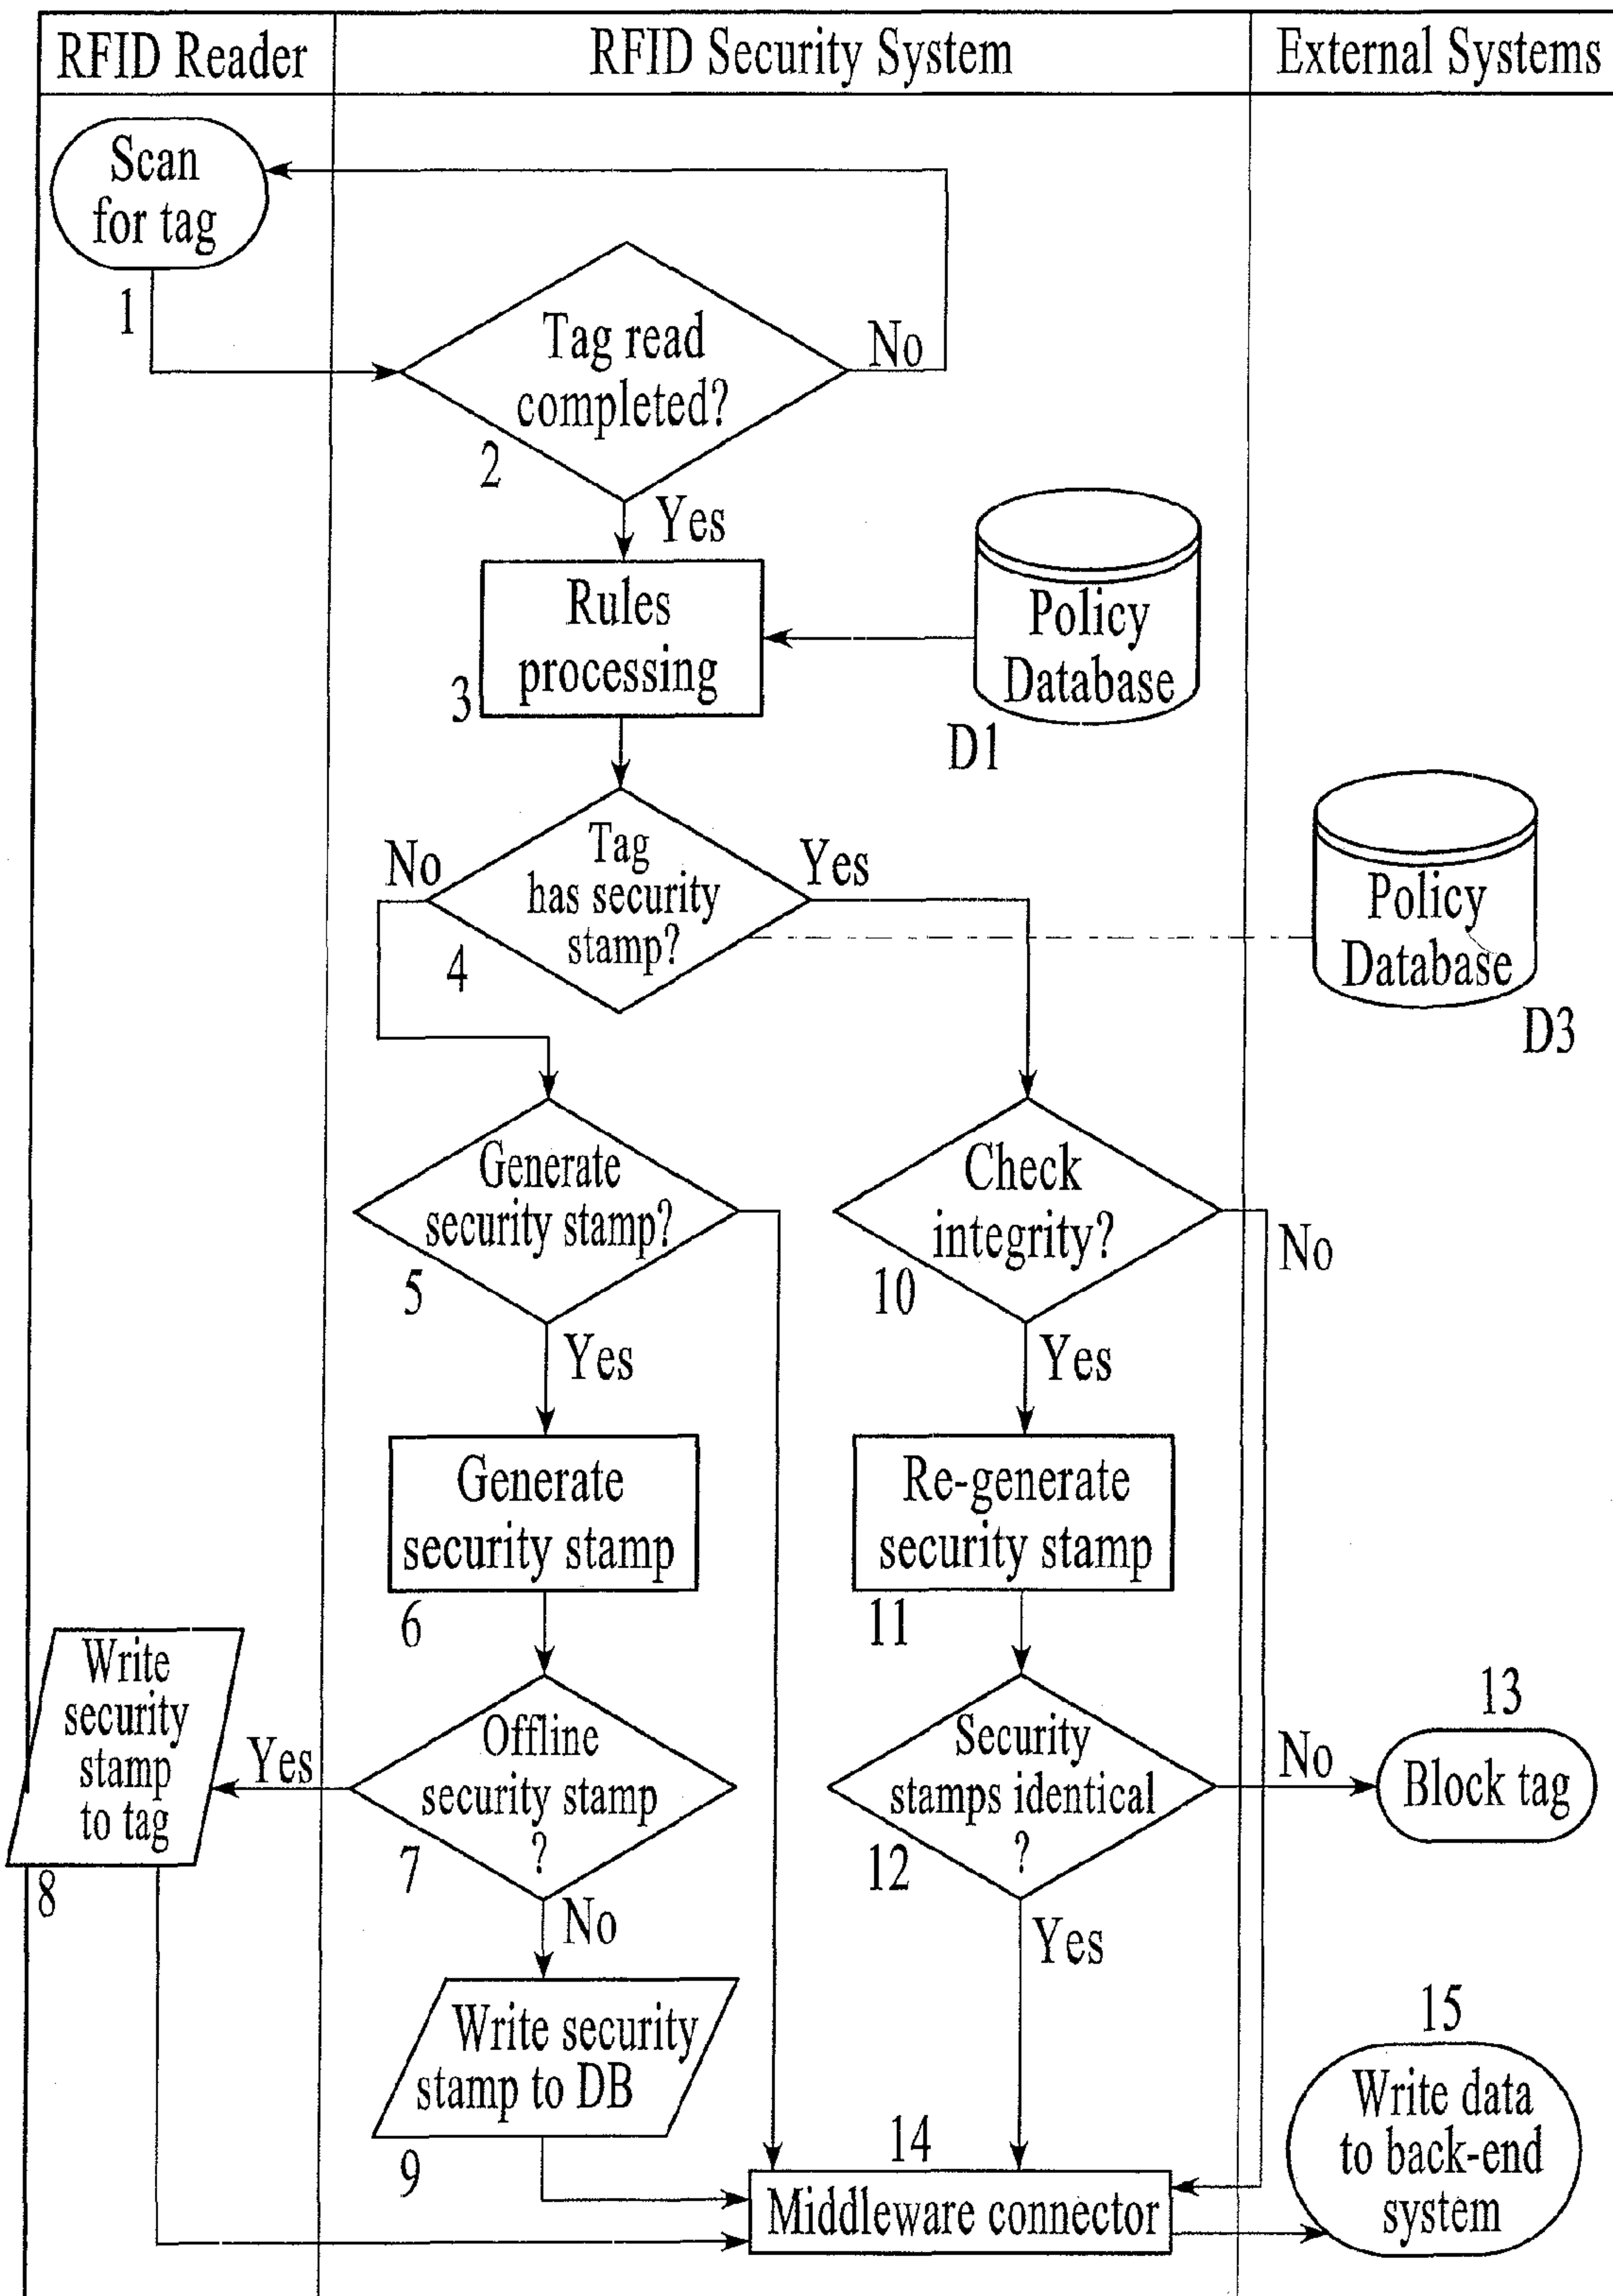 RFID Reader
RFID Security System
External Systems
Scan
for tag
1
Tag read
completed?
No
2
Yes
Rules
processing
3
Policy
Database
D1
Tag
has security
stamp?
No
Yes
4
Policy
Database
D3
Generate
security stamp?
5
Yes
Check
integrity?
10
No
Yes
Generate
security stamp
6
Re-generate
security stamp
11
Write
security
stamp
to tag
8
Yes
Offline
security stamp
?
7
No
Security
stamps identical
?
12
No
Yes
13
Block tag
Write security
stamp to DB
9
14
Middleware connector
15
Write data
to back-end
system